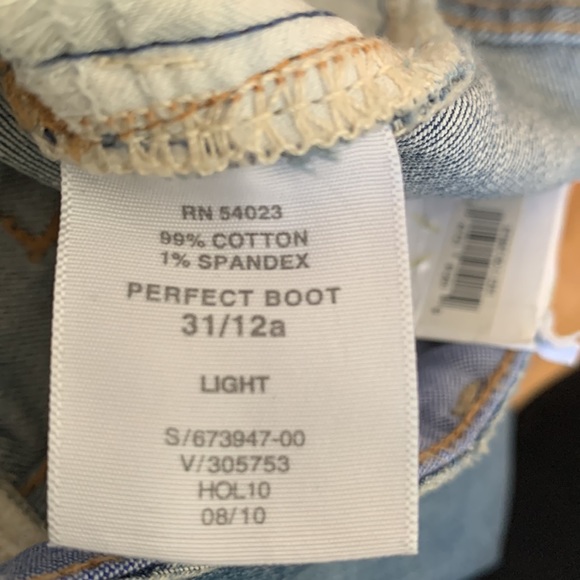 RN 54023
99% COTTON
1% SPANDEX
PERFECT BOOT
31/12a
LIGHT
S/673947-00
V/305753
HOL10
08/10